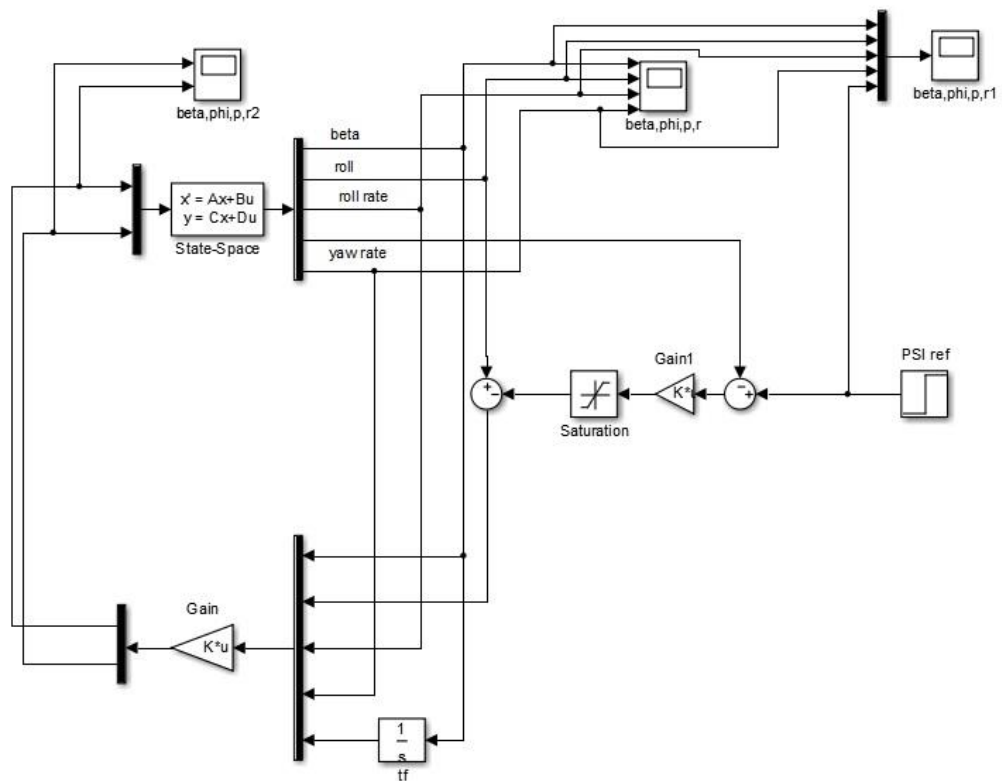 beta,phi,p,r2
beta,phi,p,r
beta,phi,p,r1
beta
roll
roll rate
yaw rate
x' = Ax+Bu
y = Cx+Du
State-Space
Gain1
PSI ref
+
−
K*u
−
+
Saturation
Gain
K*u
1
s
tf